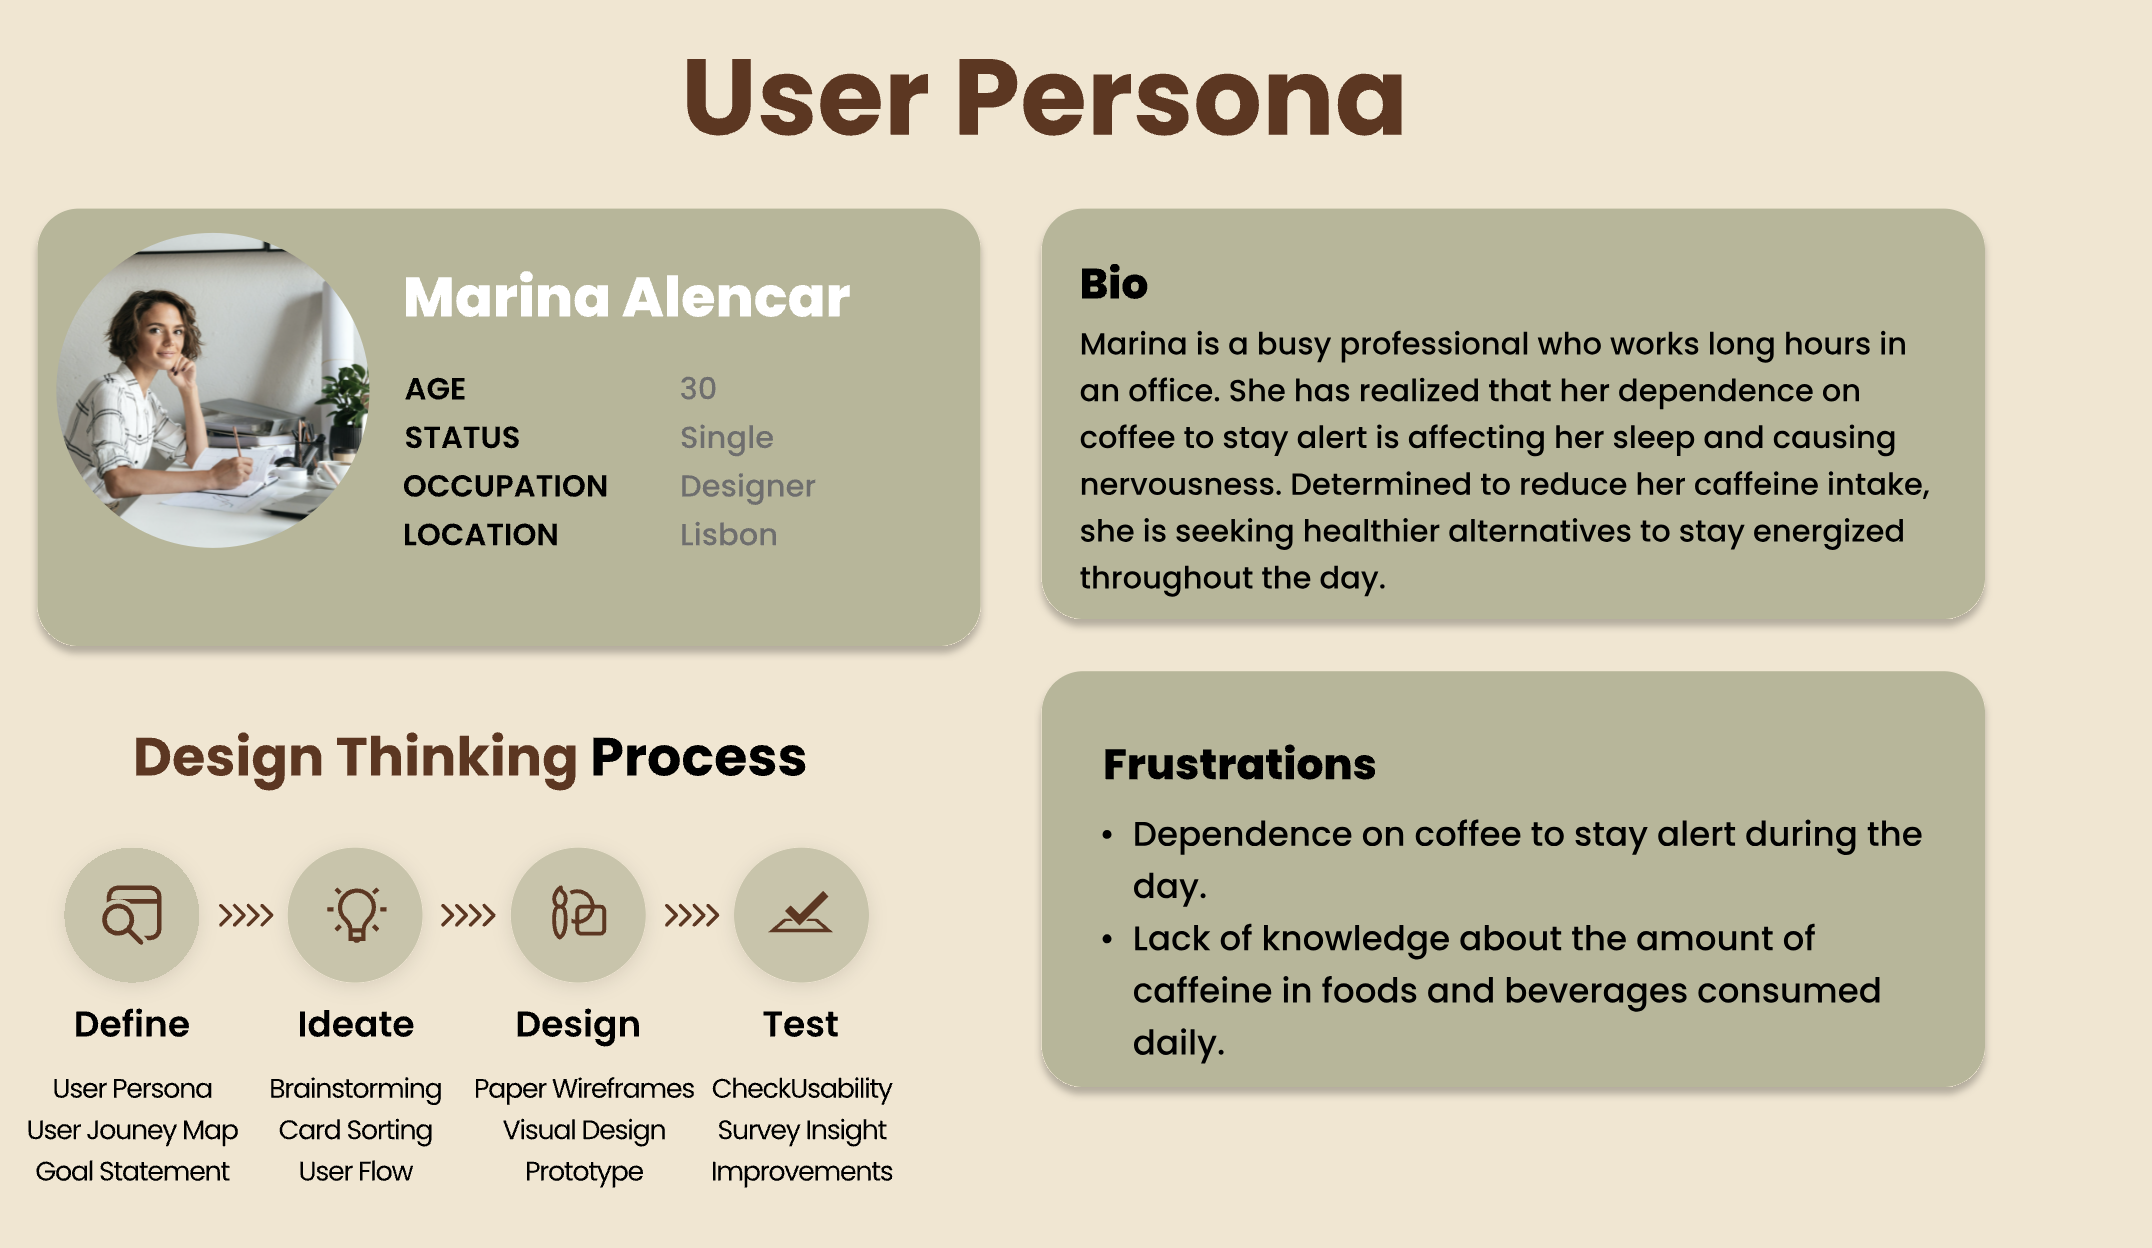 User Persona
Marina Alencar
AGE 30
STATUS Single
OCCUPATION Designer
LOCATION Lisbon
Bio
Marina is a busy professional who works long hours in
an office. She has realized that her dependence on
coffee to stay alert is affecting her sleep and causing
nervousness. Determined to reduce her caffeine intake,
she is seeking healthier alternatives to stay energized
throughout the day.
Design Thinking Process
Define
User Persona
User Jouney Map
Goal Statement
Ideate
Brainstorming
Card Sorting
User Flow
Design
Paper Wireframes
Visual Design
Prototype
Test
CheckUsability
Survey Insight
Improvements
Frustrations
• Dependence on coffee to stay alert during the
day.
• Lack of knowledge about the amount of
caffeine in foods and beverages consumed
daily.